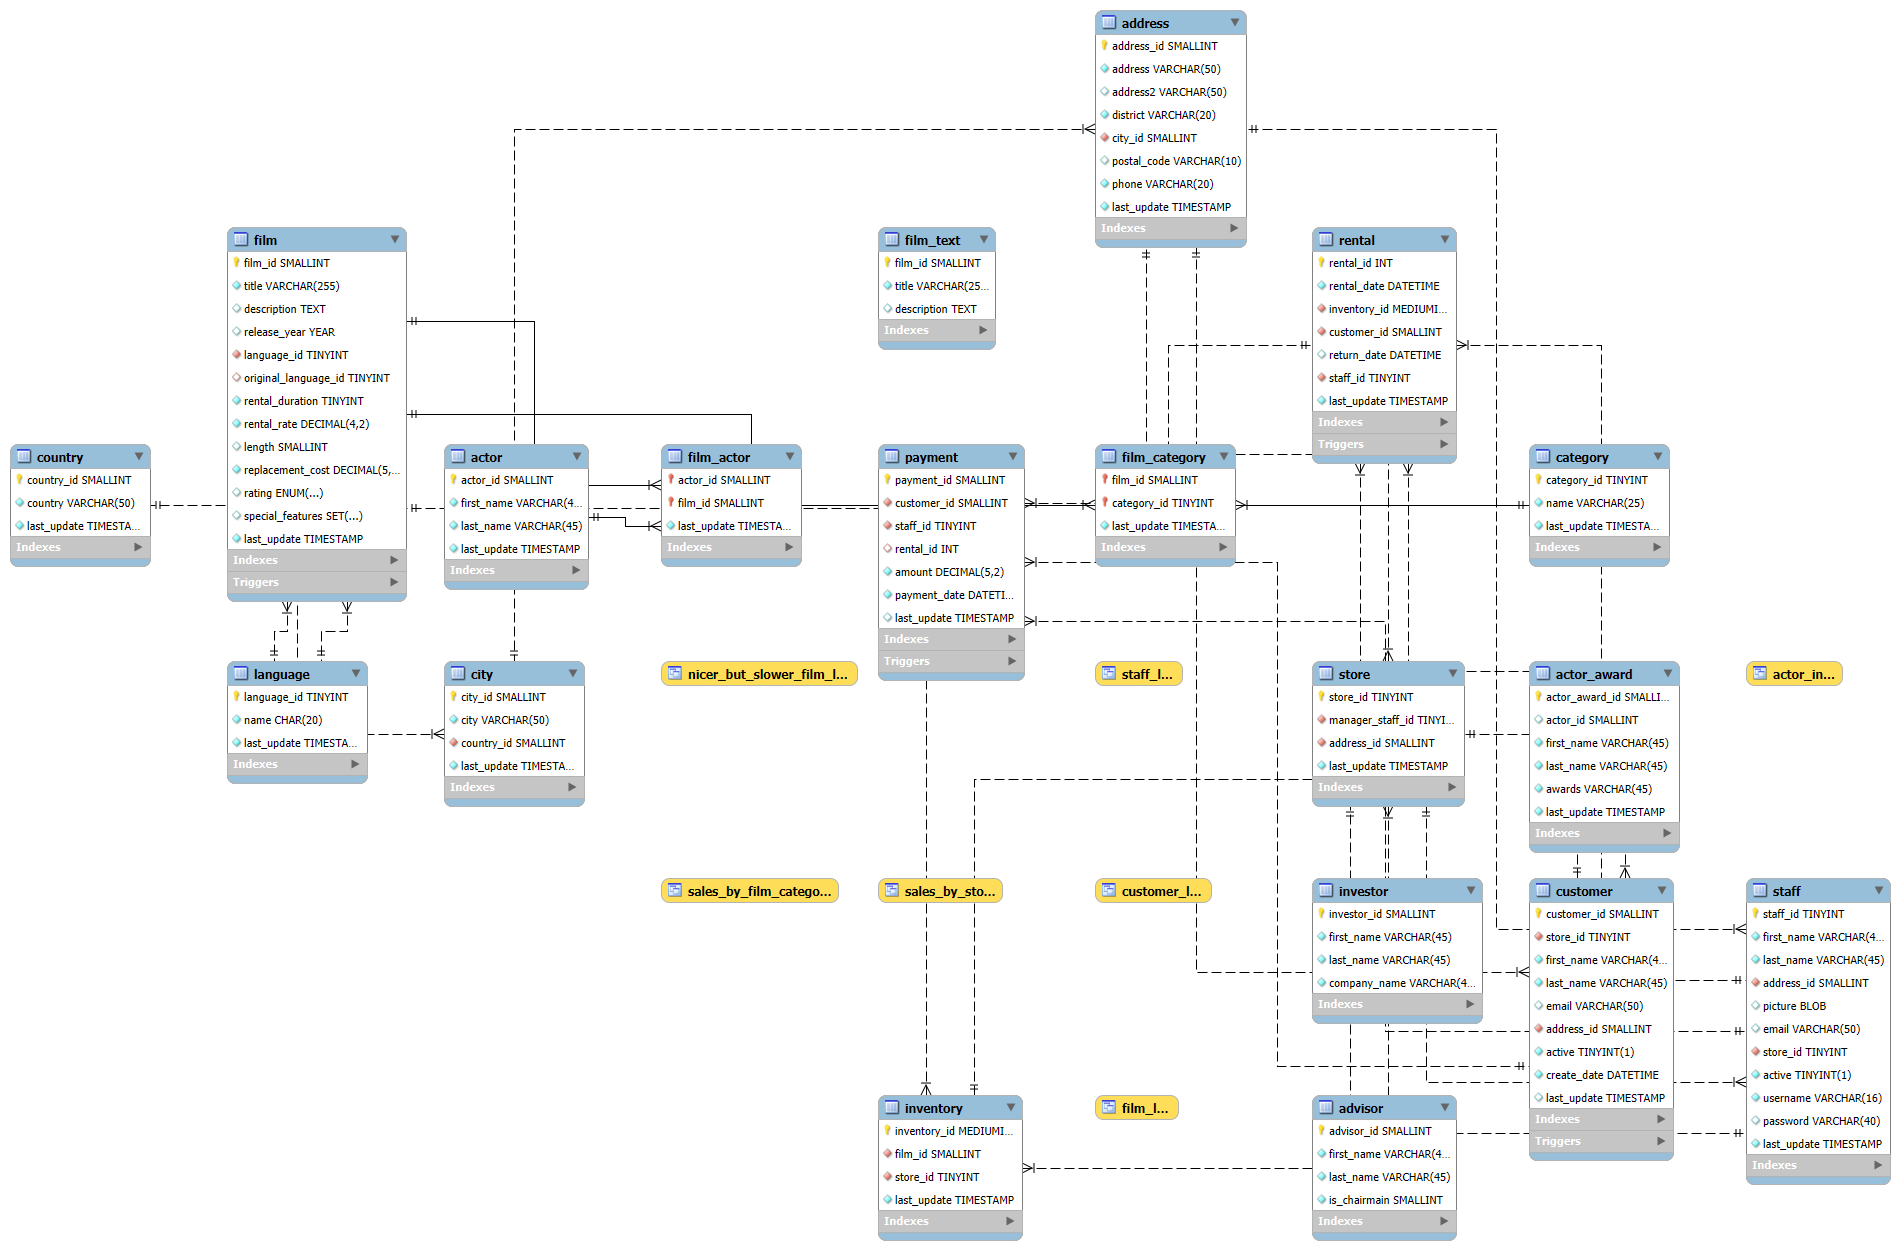 address
address_id SMALLINT
address VARCHAR(50)
address2 VARCHAR(50)
district VARCHAR(20)
city_id SMALLINT
postal_code VARCHAR(10)
phone VARCHAR(20)
last_update TIMESTAMP
Indexes
film
film_id SMALLINT
title VARCHAR(255)
description TEXT
release_year YEAR
language_id TINYINT
original_language_id TINYINT
rental_duration TINYINT
rental_rate DECIMAL(4,2)
length SMALLINT
replacement_cost DECIMAL(5,...
rating ENUM(...)
special_features SET(...)
last_update TIMESTAMP
Indexes
Triggers
film_text
film_id SMALLINT
title VARCHAR(25...
description TEXT
Indexes
rental
rental_id INT
rental_date DATETIME
inventory_id MEDIUMI...
customer_id SMALLINT
return_date DATETIME
staff_id TINYINT
last_update TIMESTAMP
Indexes
Triggers
country
country_id SMALLINT
country VARCHAR(50)
last_update TIMESTA...
Indexes
actor
actor_id SMALLINT
first_name VARCHAR(4...
last_name VARCHAR(45)
last_update TIMESTAMP
Indexes
film_actor
actor_id SMALLINT
film_id SMALLINT
last_update TIMESTA...
Indexes
payment
payment_id SMALLINT
customer_id SMALLINT
staff_id TINYINT
rental_id INT
amount DECIMAL(5,2)
payment_date DATETI...
last_update TIMESTAMP
Indexes
Triggers
film_category
film_id SMALLINT
category_id TINYINT
last_update TIMESTA...
Indexes
category
category_id TINYINT
name VARCHAR(25)
last_update TIMESTA...
Indexes
language
language_id TINYINT
name CHAR(20)
last_update TIMESTA...
Indexes
city
city_id SMALLINT
city VARCHAR(50)
country_id SMALLINT
last_update TIMESTA...
Indexes
nicer_but_slower_film_l...
staff_l...
store
store_id TINYINT
manager_staff_id TINYI...
address_id SMALLINT
last_update TIMESTAMP
Indexes
actor_award
actor_award_id SMALLI...
actor_id SMALLINT
first_name VARCHAR(45)
last_name VARCHAR(45)
awards VARCHAR(45)
last_update TIMESTAMP
Indexes
actor_in...
sales_by_film_catego...
sales_by_sto...
customer_l...
investor
investor_id SMALLINT
first_name VARCHAR(45)
last_name VARCHAR(45)
company_name VARCHAR(4...
Indexes
customer
customer_id SMALLINT
store_id TINYINT
first_name VARCHAR(4...
last_name VARCHAR(45)
email VARCHAR(50)
address_id SMALLINT
active TINYINT(1)
create_date DATETIME
last_update TIMESTAMP
Indexes
Triggers
staff
staff_id TINYINT
first_name VARCHAR(4...
last_name VARCHAR(45)
address_id SMALLINT
picture BLOB
email VARCHAR(50)
store_id TINYINT
active TINYINT(1)
username VARCHAR(16)
password VARCHAR(40)
last_update TIMESTAMP
Indexes
inventory
inventory_id MEDIUMI...
film_id SMALLINT
store_id TINYINT
last_update TIMESTAMP
Indexes
film_l...
advisor
advisor_id SMALLINT
first_name VARCHAR(4...
last_name VARCHAR(45)
is_chairmain SMALLINT
Indexes